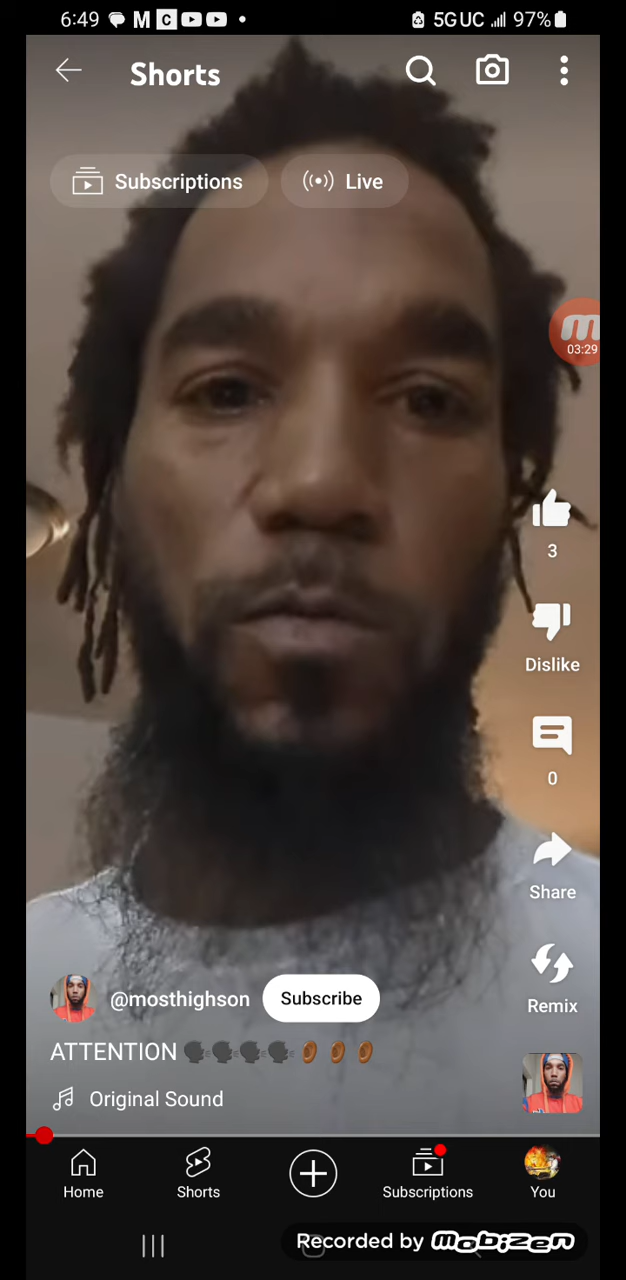 6:49 M C 5G UC 97%
Shorts
Subscriptions Live
m
03:29
3
Dislike
0
Share
Remix
@mosthighson Subscribe
ATTENTION 🗣🗣🗣🗣👂🏾👂🏾👂🏾
Original Sound
Home Shorts Subscriptions You
Recorded by mobizen